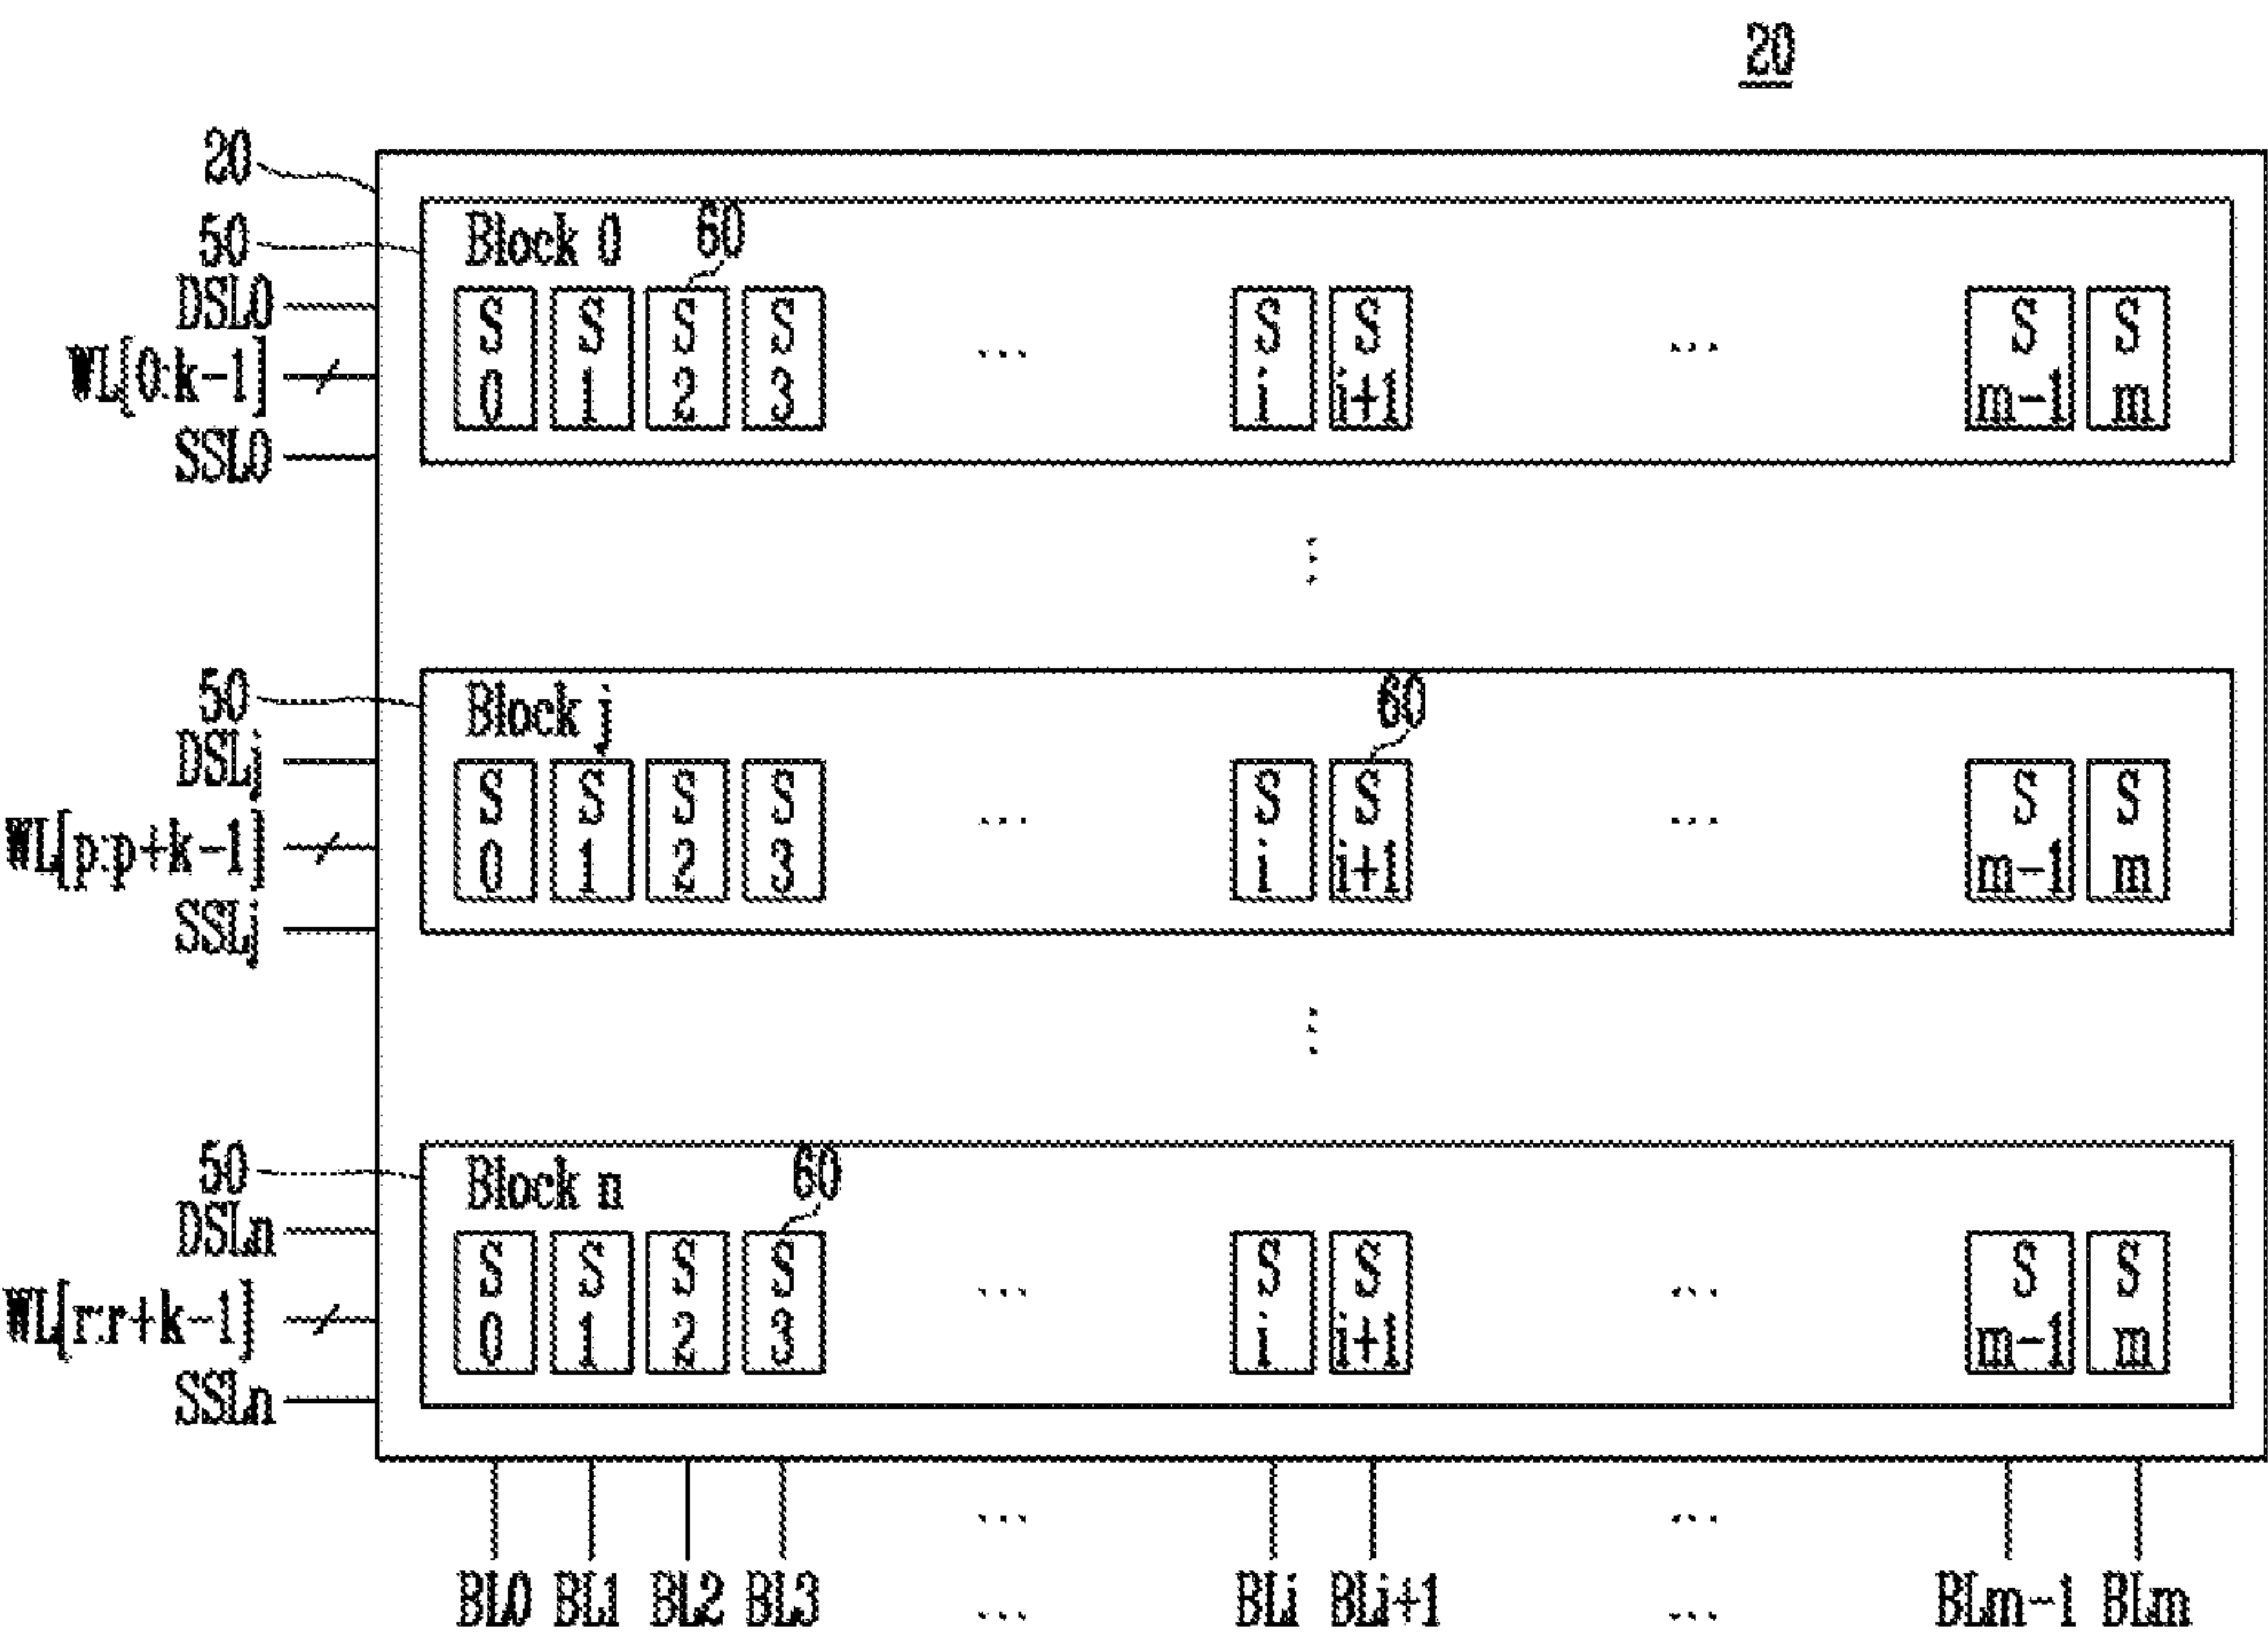 20
20
50
Block 0
60
DSL0
S S S S S S S S
WL[0:k-1]
0 1 2 3 ... i i+1 ... m-1 m
SSL0
50
Block j
60
DSLj
S S S S S S S S
WL[p:p+k-1]
0 1 2 3 ... i i+1 ... m-1 m
SSLj
50
Block n
60
DSLn
S S S S S S S S
WL[r:r+k-1]
0 1 2 3 ... i i+1 ... m-1 m
SSLn
BL0 BL1 BL2 BL3 ... BLi BLi+1 ... BLm-1 BLm